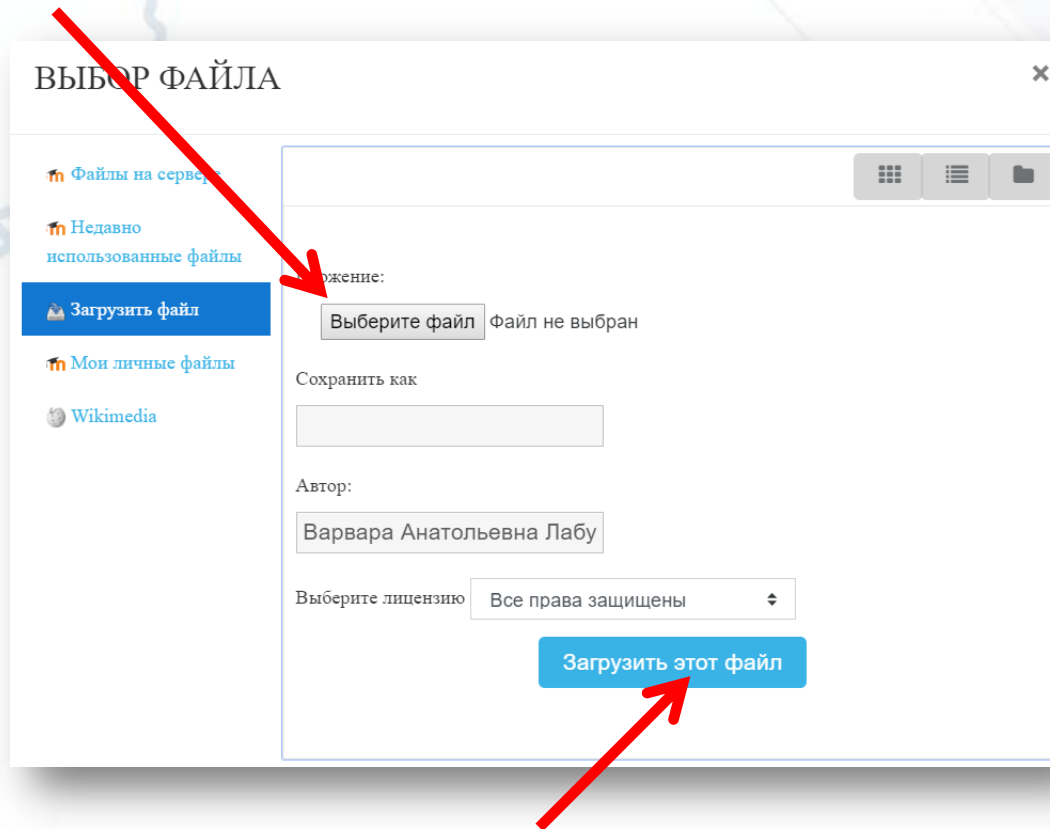 ВЫБОР ФАЙЛА
Файлы на сервере
Недавно
использованные файлы
Загрузить файл
Мои личные файлы
Wikimedia
Выберите файл Файл не выбран
Сохранить как
Автор:
Варвара Анатольевна Лабу
Выберите лицензию Все права защищены
Загрузить этот файл